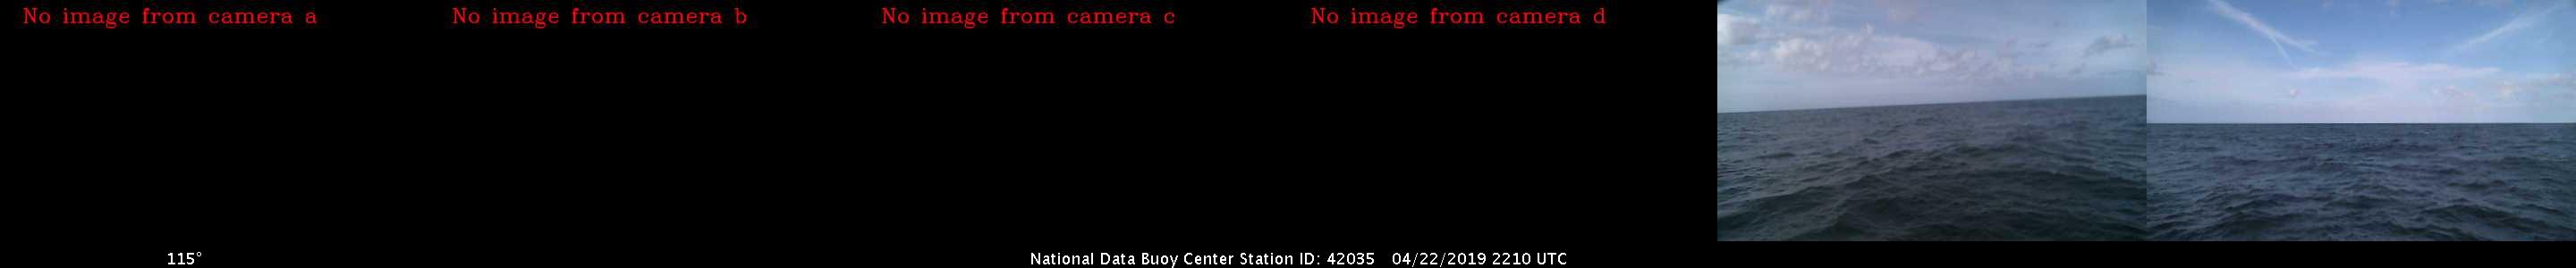 No image from camera a
No image from camera b
No image from camera c
No image from camera d
115°
National Data Buoy Center Station ID: 42035 04/22/2019 2210 UTC